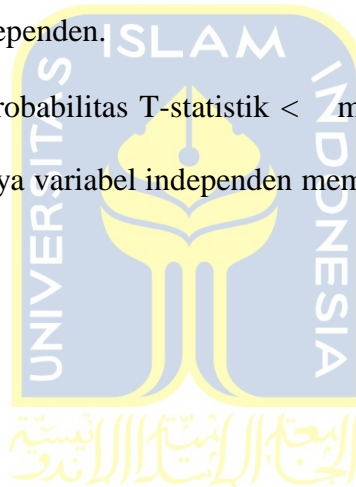 ependen.
robabilitas T-statistik < m
ya variabel independen mem
UNIVERSITAS ISLAM INDONESIA